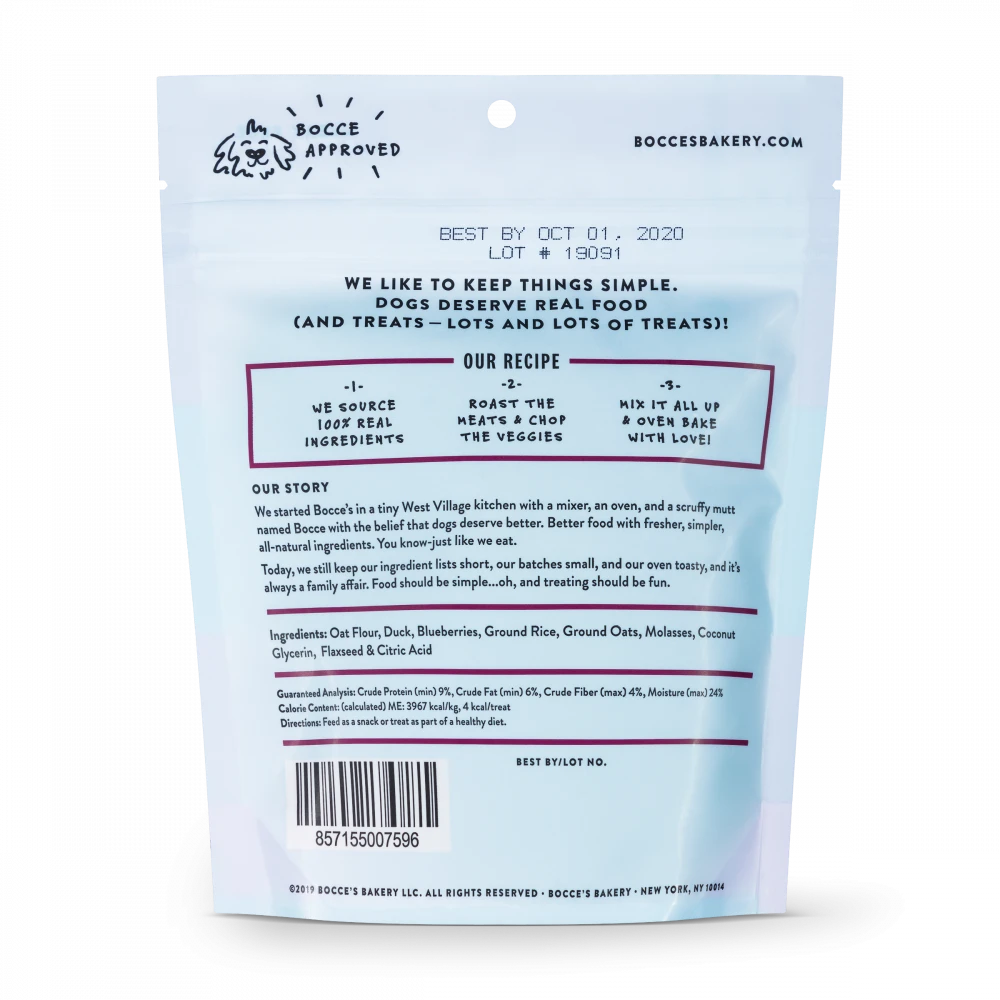 BOCCE
APPROVED
BOCCESBAKERY.COM
BEST BY OCT 01, 2020
LOT # 19091
WE LIKE TO KEEP THINGS SIMPLE.
DOGS DESERVE REAL FOOD
(AND TREATS — LOTS AND LOTS OF TREATS)!
OUR RECIPE
-1-
WE SOURCE
100% REAL
INGREDIENTS
-2-
ROAST THE
MEATS & CHOP
THE VEGGIES
-3-
MIX IT ALL UP
& OVEN BAKE
WITH LOVE!
OUR STORY
We started Bocce's in a tiny West Village kitchen with a mixer, an oven, and a scruffy mutt
named Bocce with the belief that dogs deserve better. Better food with fresher, simpler,
all-natural ingredients. You know-just like we eat.
Today, we still keep our ingredient lists short, our batches small, and our oven toasty, and it's
always a family affair. Food should be simple...oh, and treating should be fun.
Ingredients: Oat Flour, Duck, Blueberries, Ground Rice, Ground Oats, Molasses, Coconut
Glycerin, Flaxseed & Citric Acid
Guaranteed Analysis: Crude Protein (min) 9%, Crude Fat (min) 6%, Crude Fiber (max) 4%, Moisture (max) 24%
Calorie Content: (calculated) ME: 3967 kcal/kg, 4 kcal/treat
Directions: Feed as a snack or treat as part of a healthy diet.
BEST BY/LOT NO.
857155007596
©2019 BOCCE'S BAKERY LLC. ALL RIGHTS RESERVED · BOCCE'S BAKERY · NEW YORK, NY 10014